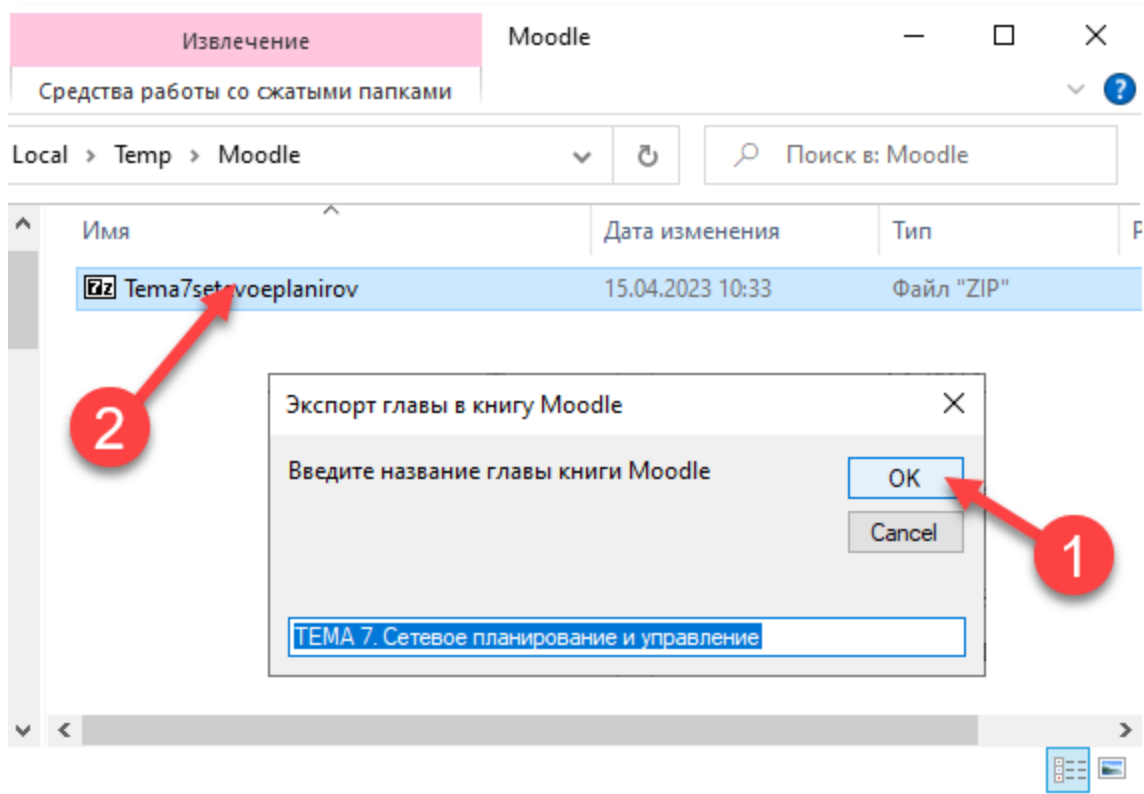 Извлечение
Moodle
Средства работы со сжатыми папками
?
Local > Temp > Moodle
Поиск в: Moodle
Имя
Дата изменения
Тип
Р
7z Tema7setevoeplanirov
15.04.2023 10:33
Файл "ZIP"
2
Экспорт главы в книгу Moodle
Введите название главы книги Moodle
OK
Cancel
1
ТЕМА 7. Сетевое планирование и управление